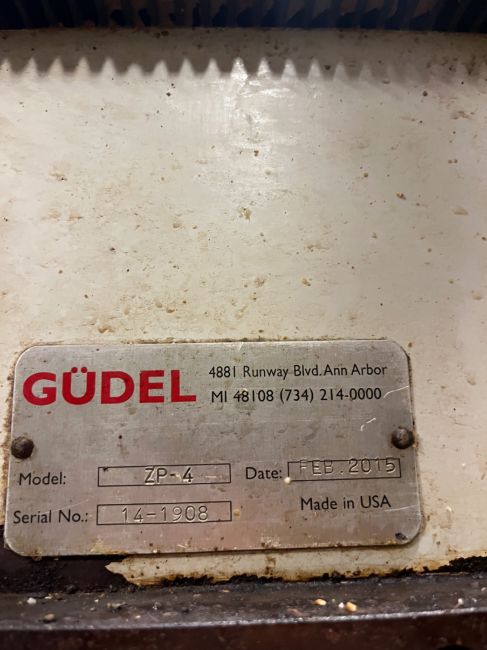 GÜDEL
4881 Runway Blvd. Ann Arbor
MI 48108 (734) 214-0000
Model: ZP-4 Date: FEB.2015
Serial No.: 14-1908 Made in USA